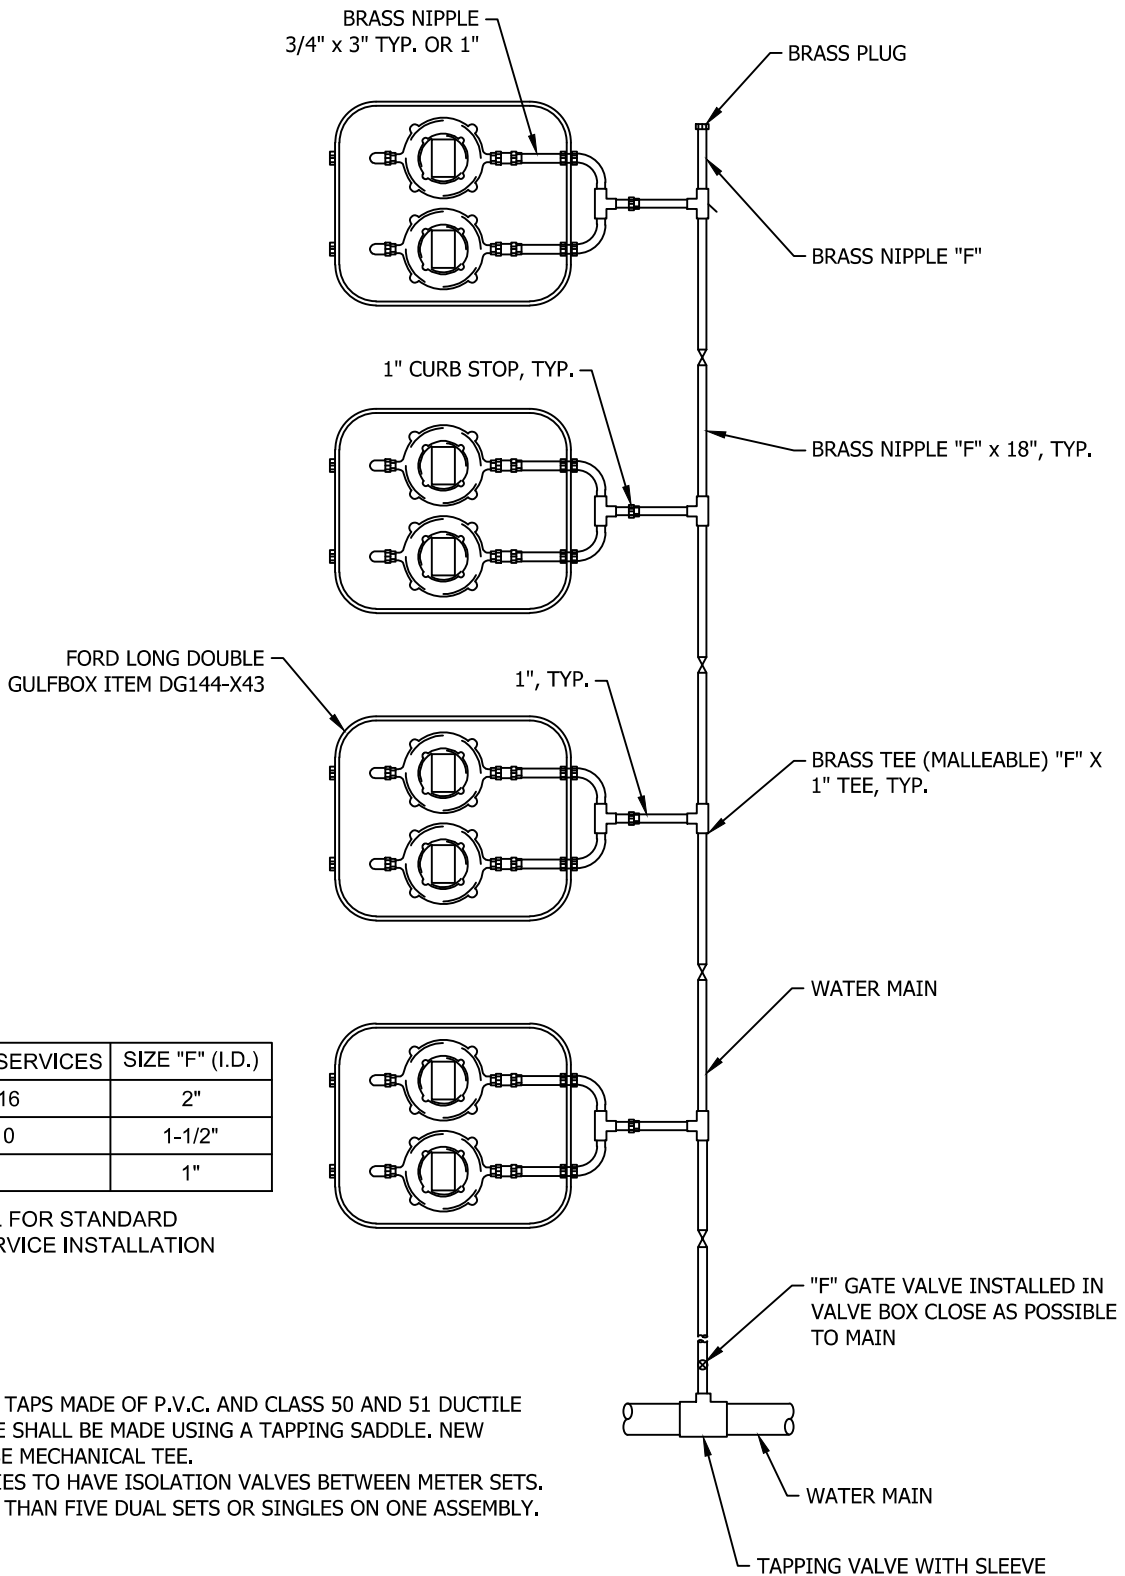 BRASS NIPPLE
3/4" x 3" TYP. OR 1"
BRASS PLUG
BRASS NIPPLE "F"
1" CURB STOP, TYP.
BRASS NIPPLE "F" x 18", TYP.
FORD LONG DOUBLE
GULFBOX ITEM DG144-X43
1", TYP.
BRASS TEE (MALLEABLE) "F" X
1" TEE, TYP.
WATER MAIN
SERVICES SIZE "F" (I.D.)
16 2"
0 1-1/2"
1"
FOR STANDARD
INSTALLATION
"F" GATE VALVE INSTALLED IN
VALVE BOX CLOSE AS POSSIBLE
TO MAIN
TAPS MADE OF P.V.C. AND CLASS 50 AND 51 DUCTILE
SHALL BE MADE USING A TAPPING SADDLE. NEW
MECHANICAL TEE.
TO HAVE ISOLATION VALVES BETWEEN METER SETS.
THAN FIVE DUAL SETS OR SINGLES ON ONE ASSEMBLY.
WATER MAIN
TAPPING VALVE WITH SLEEVE